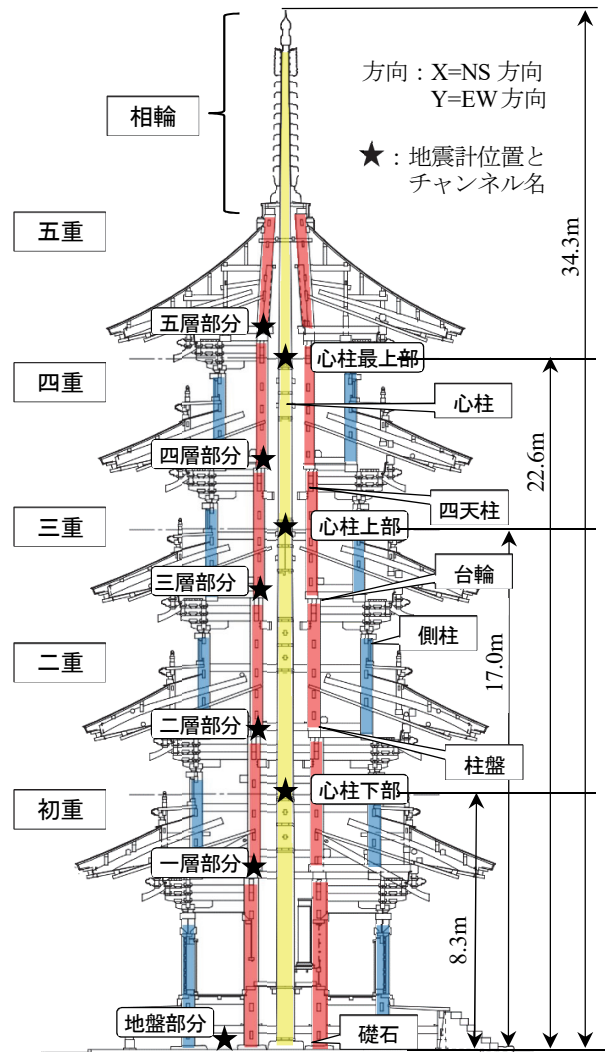 方向：X=NS 方向
Y=EW 方向
相輪
★：地震計位置と
チャンネル名
五重
34.3m
五層部分
心柱最上部
四重
心柱
22.6m
四層部分
四天柱
三重
心柱上部
台輪
三層部分
側柱
17.0m
二重
二層部分
柱盤
心柱下部
初重
一層部分
8.3m
地盤部分
礎石